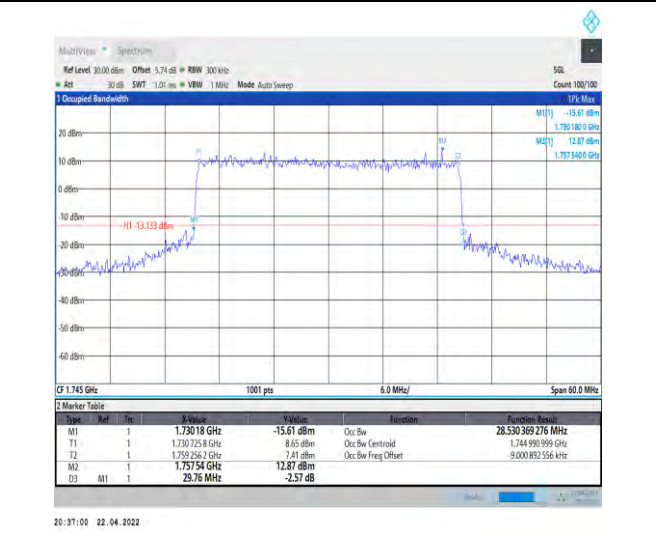 MultiView Spectrum
Ref Level 30.00 dBm Offset 5.74 dB RBW 300 kHz SGL
Att 30 dB SWT 1.01 ms VBW 1 MHz Mode Auto Sweep Count 100/100
1 Occupied Bandwidth 1Pk Max
M1[1] -15.61 dBm
1.730 180 0 GHz
M2[1] 12.87 dBm
1.757 540 0 GHz
20 dBm
M2
T1 T2
10 dBm
0 dBm
-10 dBm
H1 -13.133 dBm M1
D3
-20 dBm
-30 dBm
-40 dBm
-50 dBm
-60 dBm
CF 1.745 GHz 1001 pts 6.0 MHz/ Span 60.0 MHz
2 Marker Table
Type Ref Trc X-Value Y-Value Function Function Result
M1 1 1.730 18 GHz -15.61 dBm Occ Bw 28.530 369 276 MHz
T1 1 1.730 725 8 GHz 8.65 dBm Occ Bw Centroid 1.744 990 999 GHz
T2 1 1.759 256 2 GHz 7.41 dBm Occ Bw Freq Offset -9.000 892 556 kHz
M2 1 1.757 54 GHz 12.87 dBm
D3 M1 1 29.76 MHz -2.57 dB
20:37:00 22.04.2022